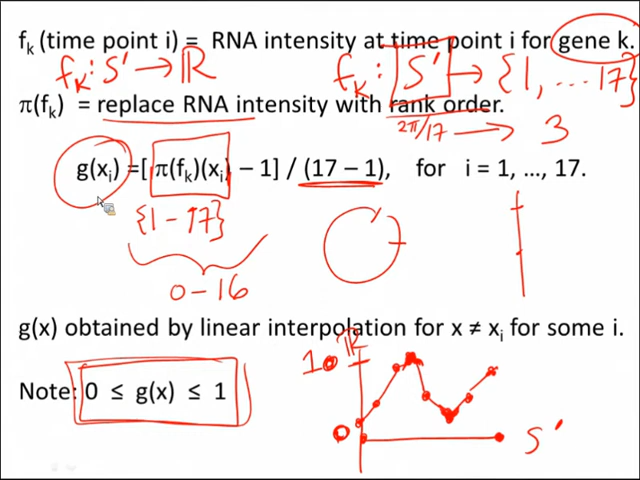 fₖ (time point i) = RNA intensity at time point i for gene k.
fₖ : S' → ℝ fₖ : S' → {1, ... 17}
π(fₖ) = replace RNA intensity with rank order.
2π/17 → 3
g(xᵢ) =[ π(fₖ)(xᵢ) – 1] / (17 – 1), for i = 1, …, 17.
{1 - 17}
0 - 16
g(x) obtained by linear interpolation for x ≠ xᵢ for some i.
ℝ
1
Note: 0 ≤ g(x) ≤ 1
0
S'